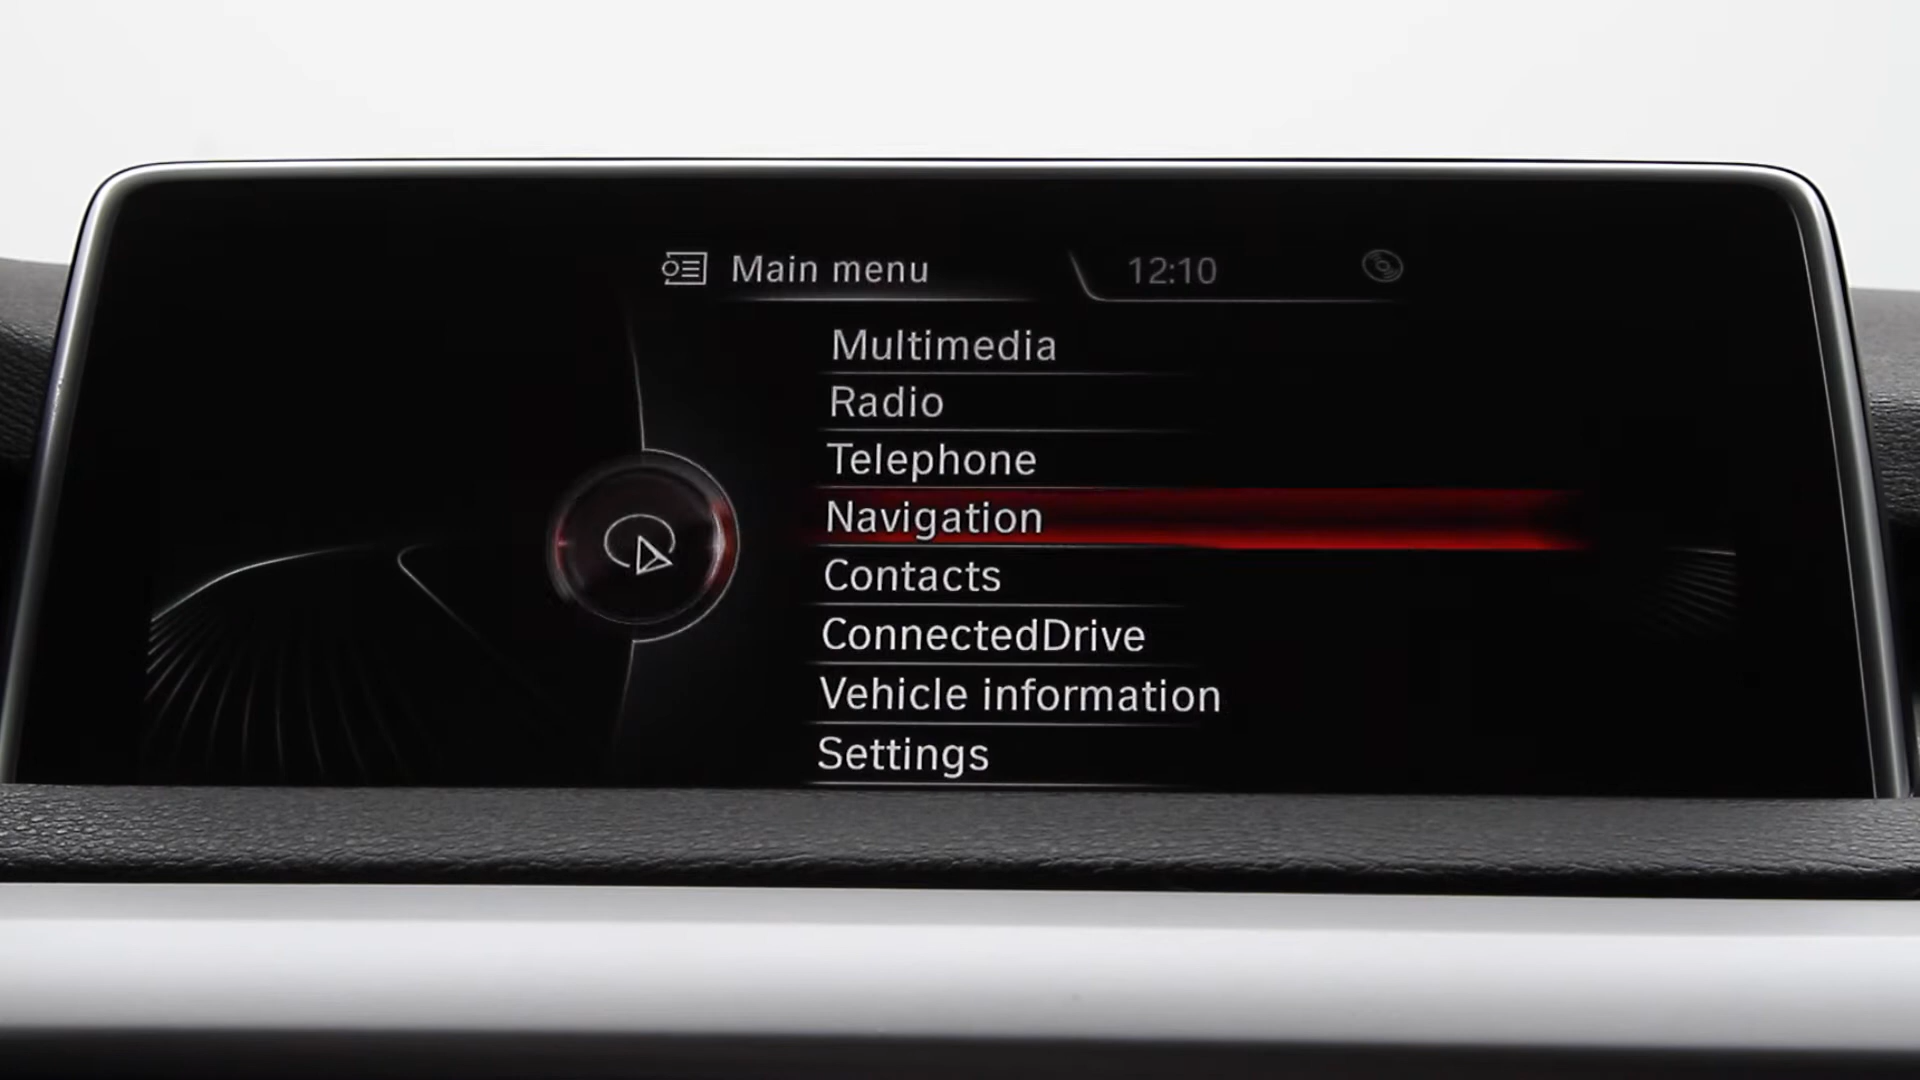 Main menu 12:10
Multimedia
Radio
Telephone
Navigation
Contacts
ConnectedDrive
Vehicle information
Settings